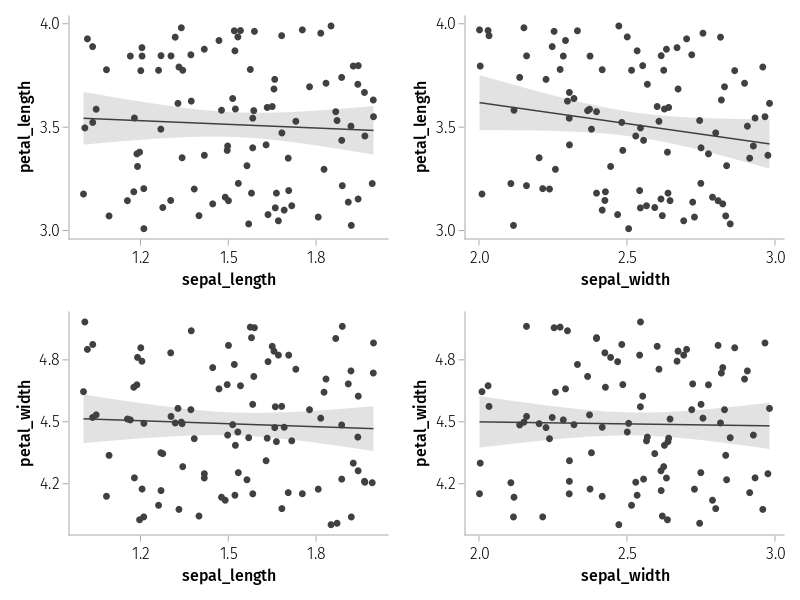 4.0
3.5
3.0
petal_length
1.2 1.5 1.8
sepal_length
4.0
3.5
3.0
petal_length
2.0 2.5 3.0
sepal_width
4.8
4.5
4.2
petal_width
1.2 1.5 1.8
sepal_length
4.8
4.5
4.2
petal_width
2.0 2.5 3.0
sepal_width